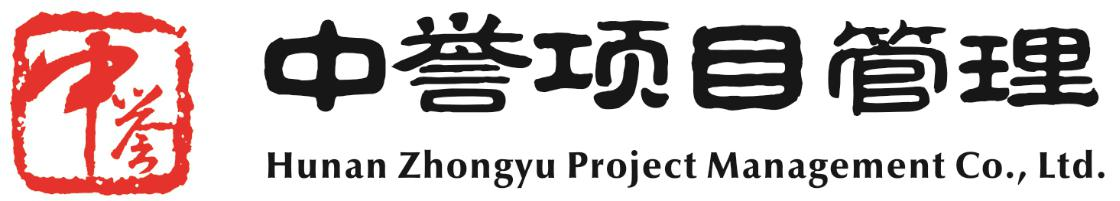 中誉
中誉项目管理
Hunan Zhongyu Project Management Co., Ltd.